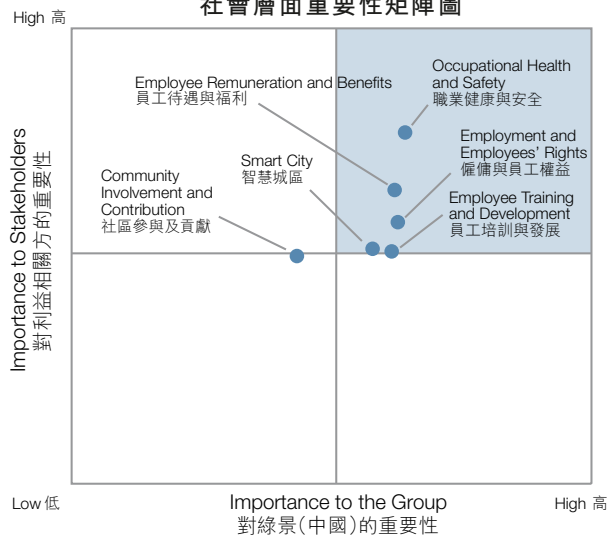 社會層面重要性矩陣圖
High 高
Occupational Health
and Safety
職業健康與安全
Employee Remuneration and Benefits
員工待遇與福利
Employment and
Employees' Rights
僱傭與員工權益
Smart City
智慧城區
Community
Involvement and
Contribution
社區參與及貢獻
Employee Training
and Development
員工培訓與發展
Importance to Stakeholders
對利益相關方的重要性
Low 低
Importance to the Group
對綠景(中國)的重要性
High 高